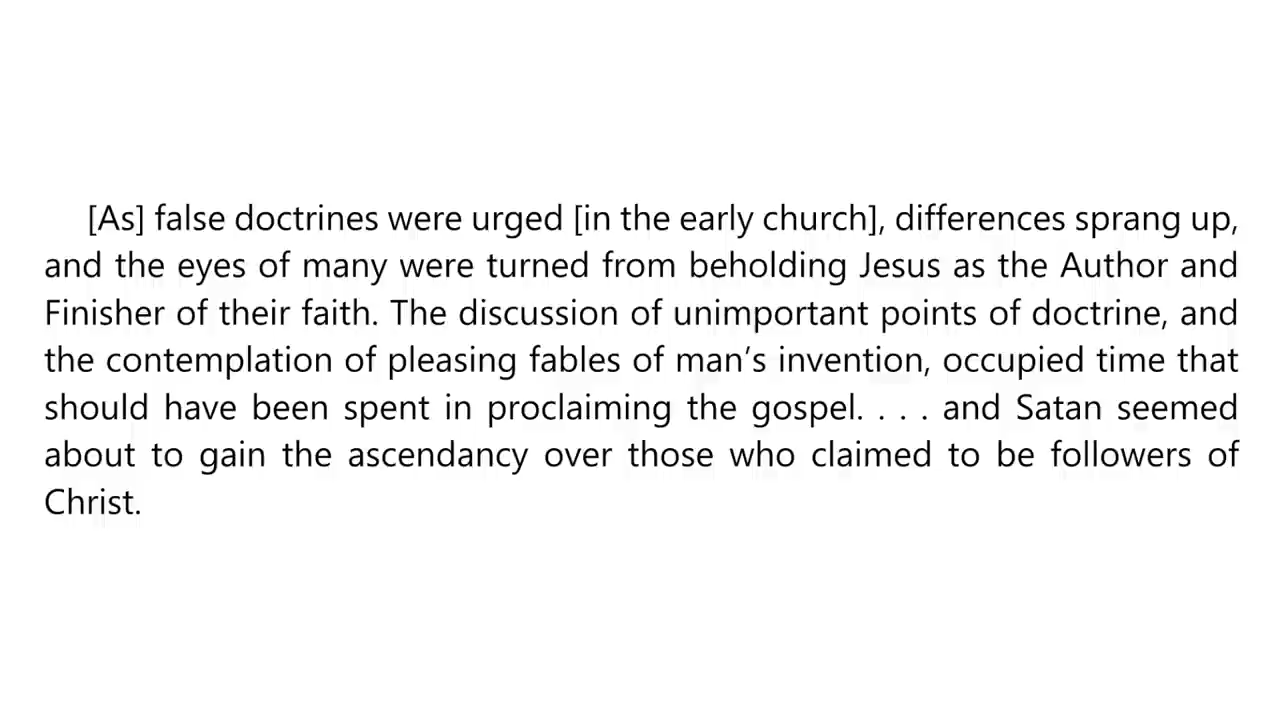 [As] false doctrines were urged [in the early church], differences sprang up,
and the eyes of many were turned from beholding Jesus as the Author and
Finisher of their faith. The discussion of unimportant points of doctrine, and
the contemplation of pleasing fables of man’s invention, occupied time that
should have been spent in proclaiming the gospel. . . . and Satan seemed
about to gain the ascendancy over those who claimed to be followers of
Christ.